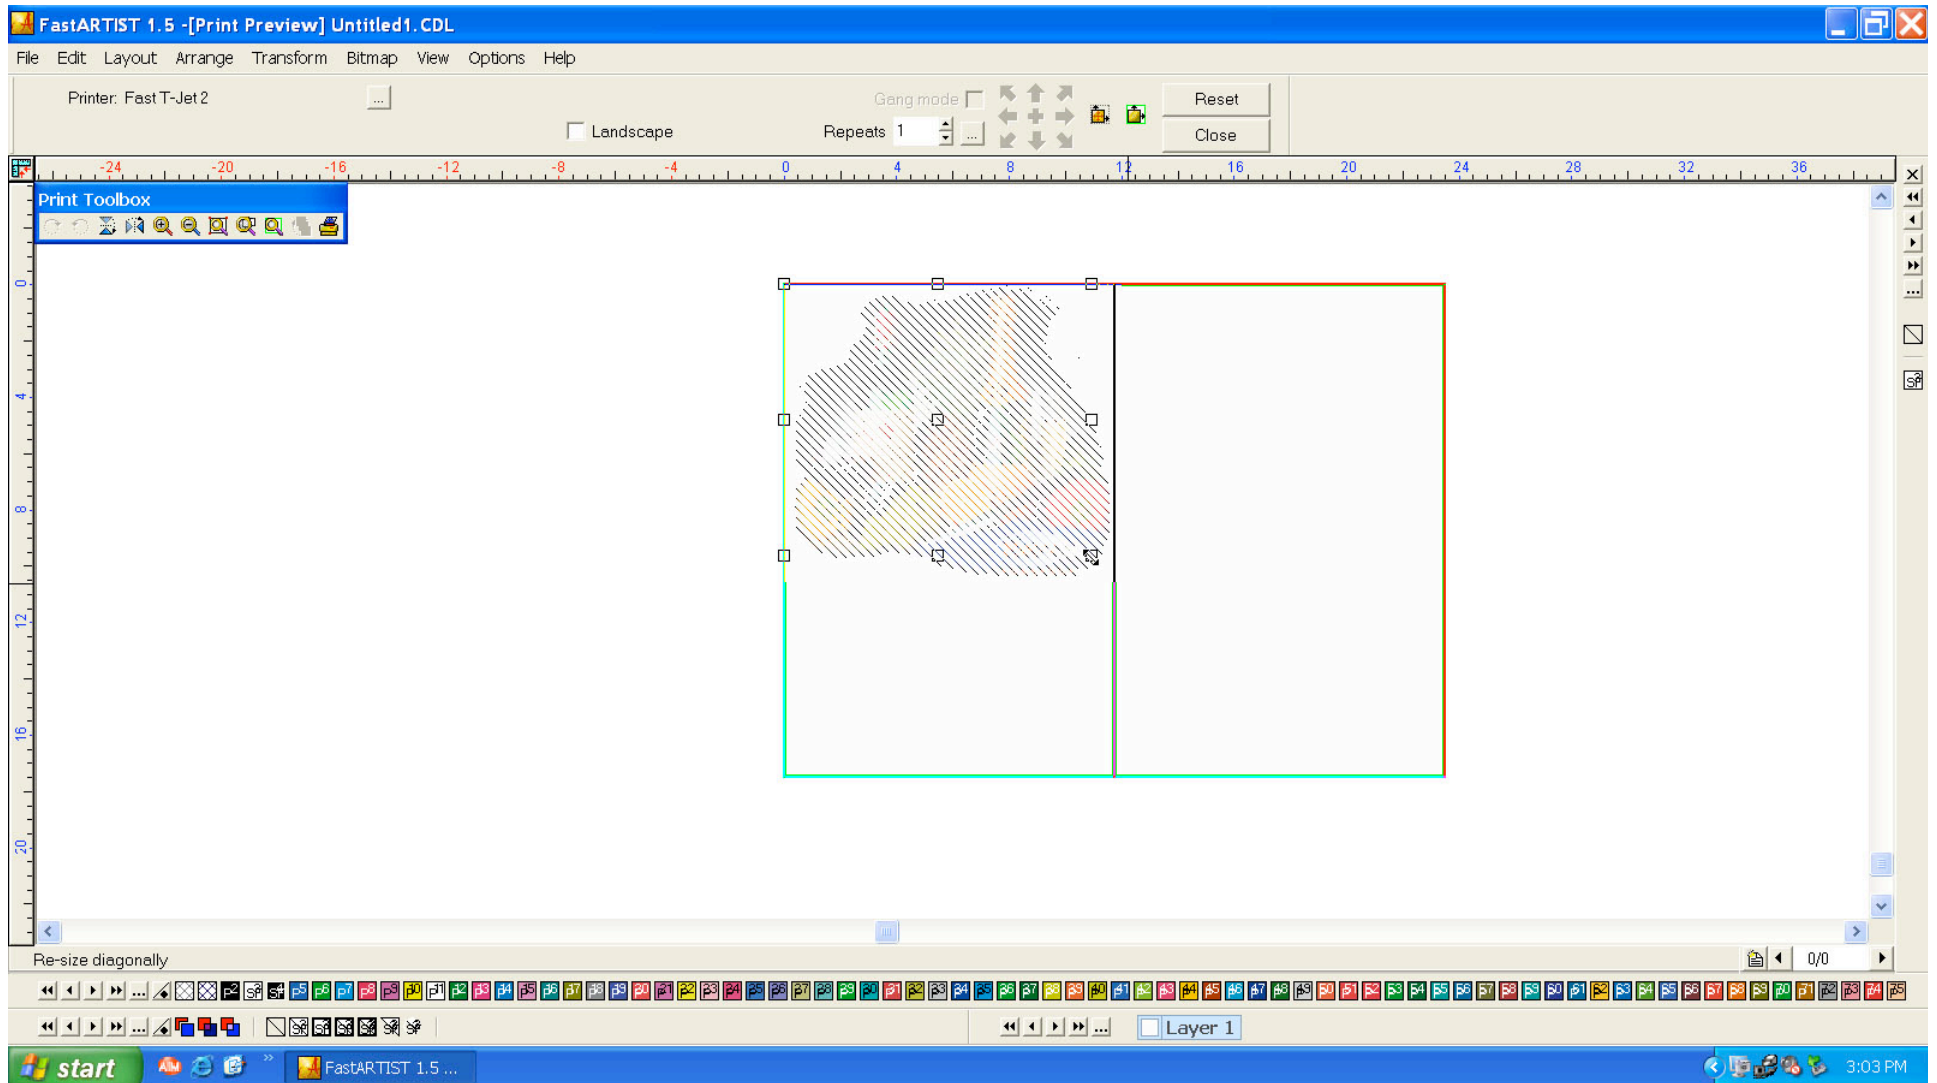 FastARTIST 1.5 -[Print Preview] Untitled1.CDL
File Edit Layout Arrange Transform Bitmap View Options Help
Printer: Fast T-Jet 2 ...
Gang mode
Reset
Landscape
Repeats 1 ...
Close
-24 -20 -16 -12 -8 -4 0 4 8 12 16 20 24 28 32 36
Print Toolbox
0
4
8
12
16
20
Re-size diagonally
0/0
Layer 1
start
FastARTIST 1.5 ...
3:03 PM